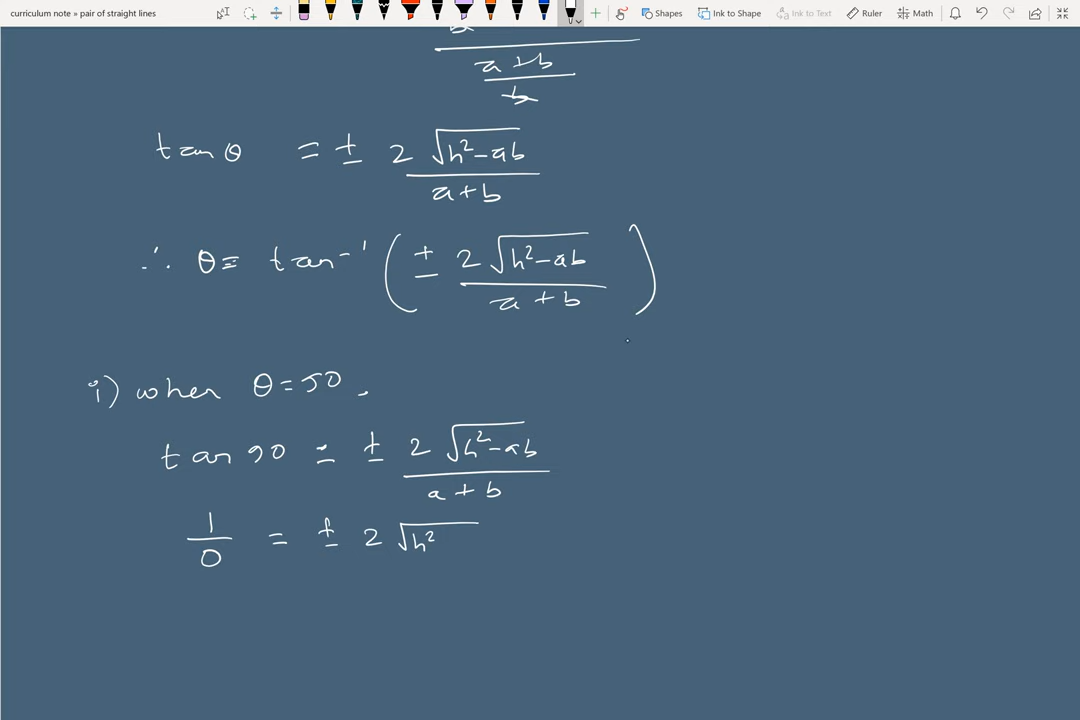 curriculum note » pair of straight lines
Shapes Ink to Shape Ink to Text Ruler Math
a+b
b
tan θ = ± 2 √h²-ab / a+b
∴ θ = tan⁻¹ ( ± 2 √h²-ab / a+b )
i) when θ = 90 .
tan 90 = ± 2 √h²-ab / a+b
1/0 = ± 2 √h²